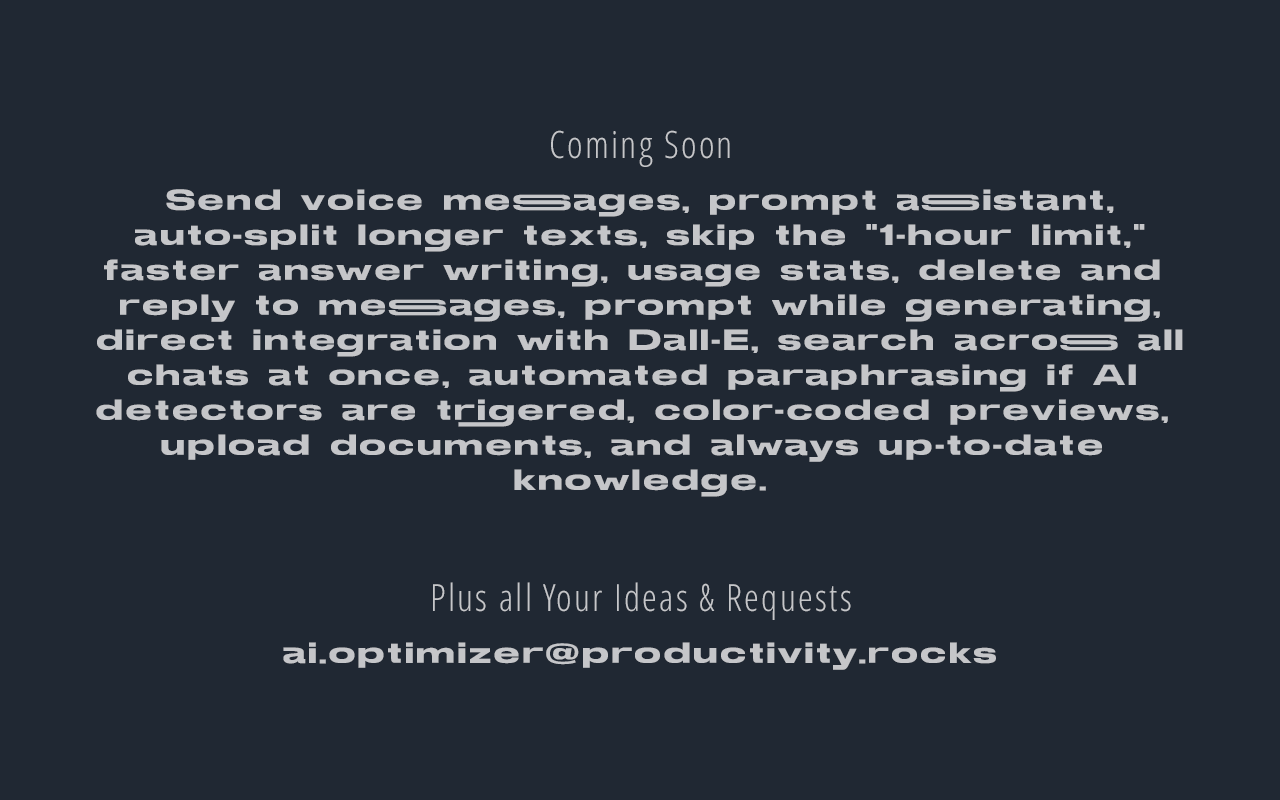 Coming Soon
Send voice messages, prompt assistant,
auto-split longer texts, skip the "1-hour limit,"
faster answer writing, usage stats, delete and
reply to messages, prompt while generating,
direct integration with Dall-E, search across all
chats at once, automated paraphrasing if AI
detectors are trigered, color-coded previews,
upload documents, and always up-to-date
knowledge.
Plus all Your Ideas & Requests
ai.optimizer@productivity.rocks